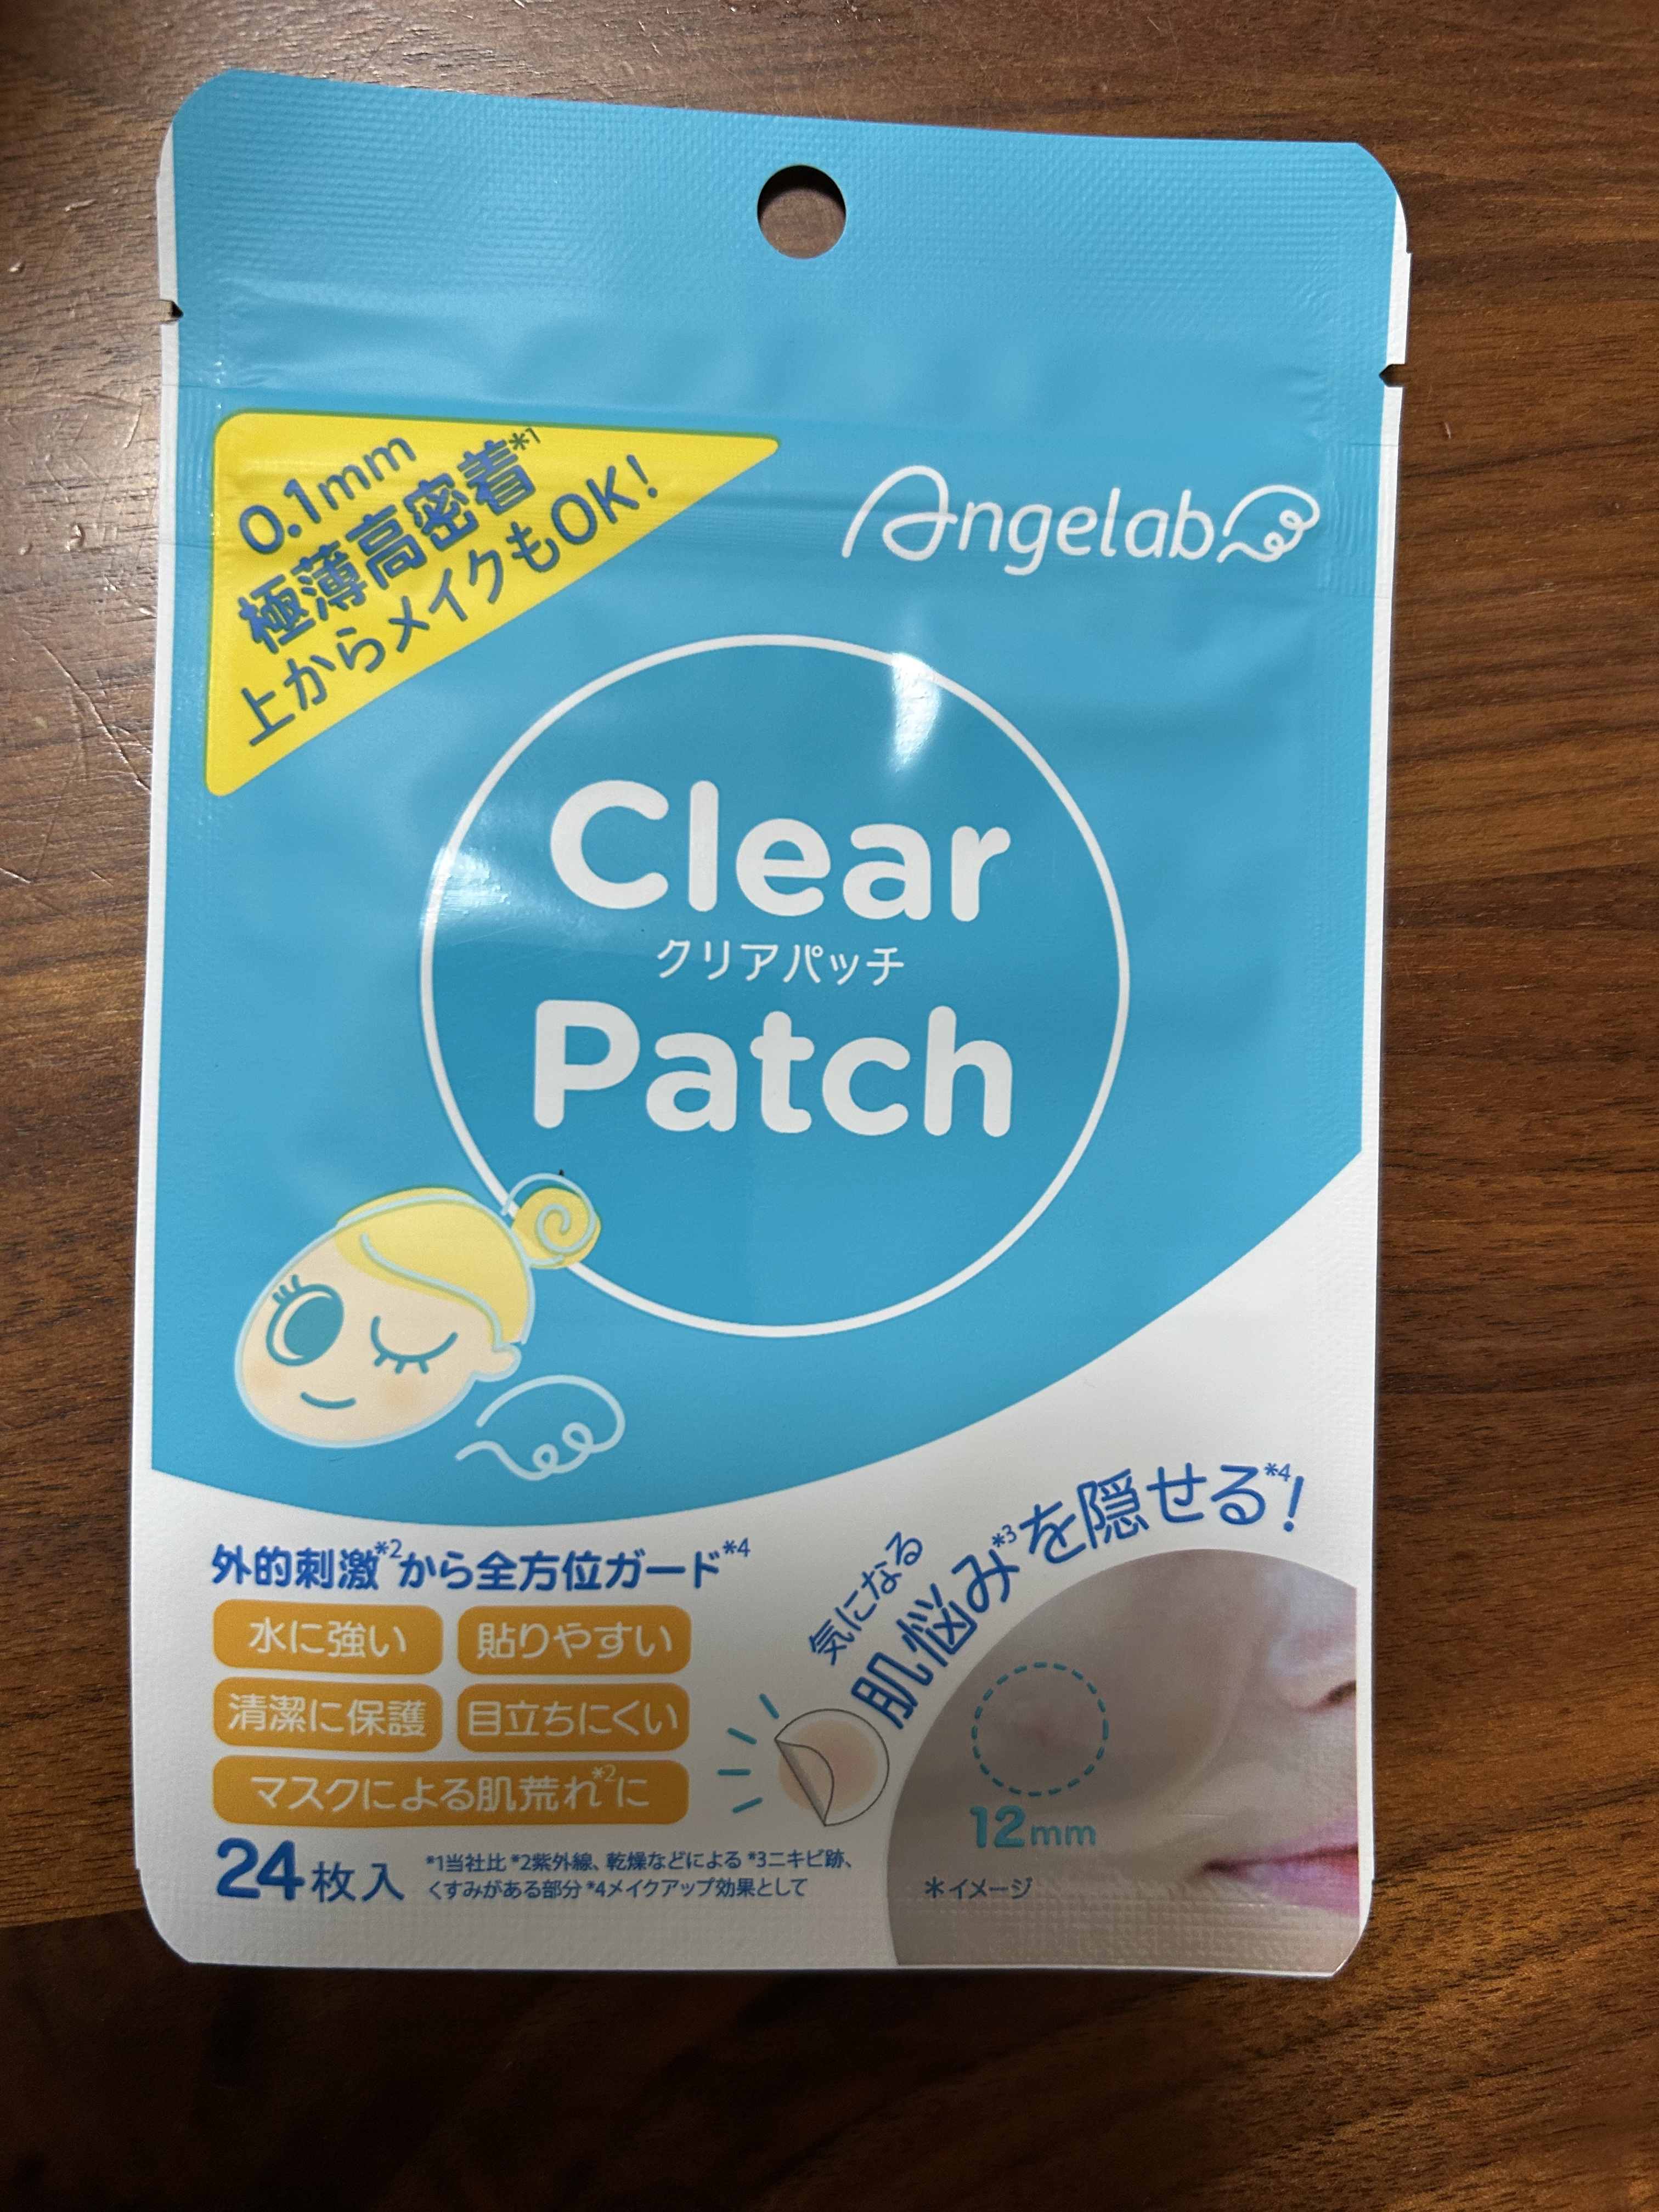 0.1mm
極薄高密着*1
上からメイクもOK!
Angelab
Clear
クリアパッチ
Patch
外的刺激*2から全方位ガード*4
水に強い
貼りやすい
清潔に保護
目立ちにくい
マスクによる肌荒れ*2に
24枚入
*1当社比 *2紫外線、乾燥などによる *3ニキビ跡、
くすみがある部分 *4メイクアップ効果として
気になる
肌悩み*3を隠せる*4!
12mm
*イメージ